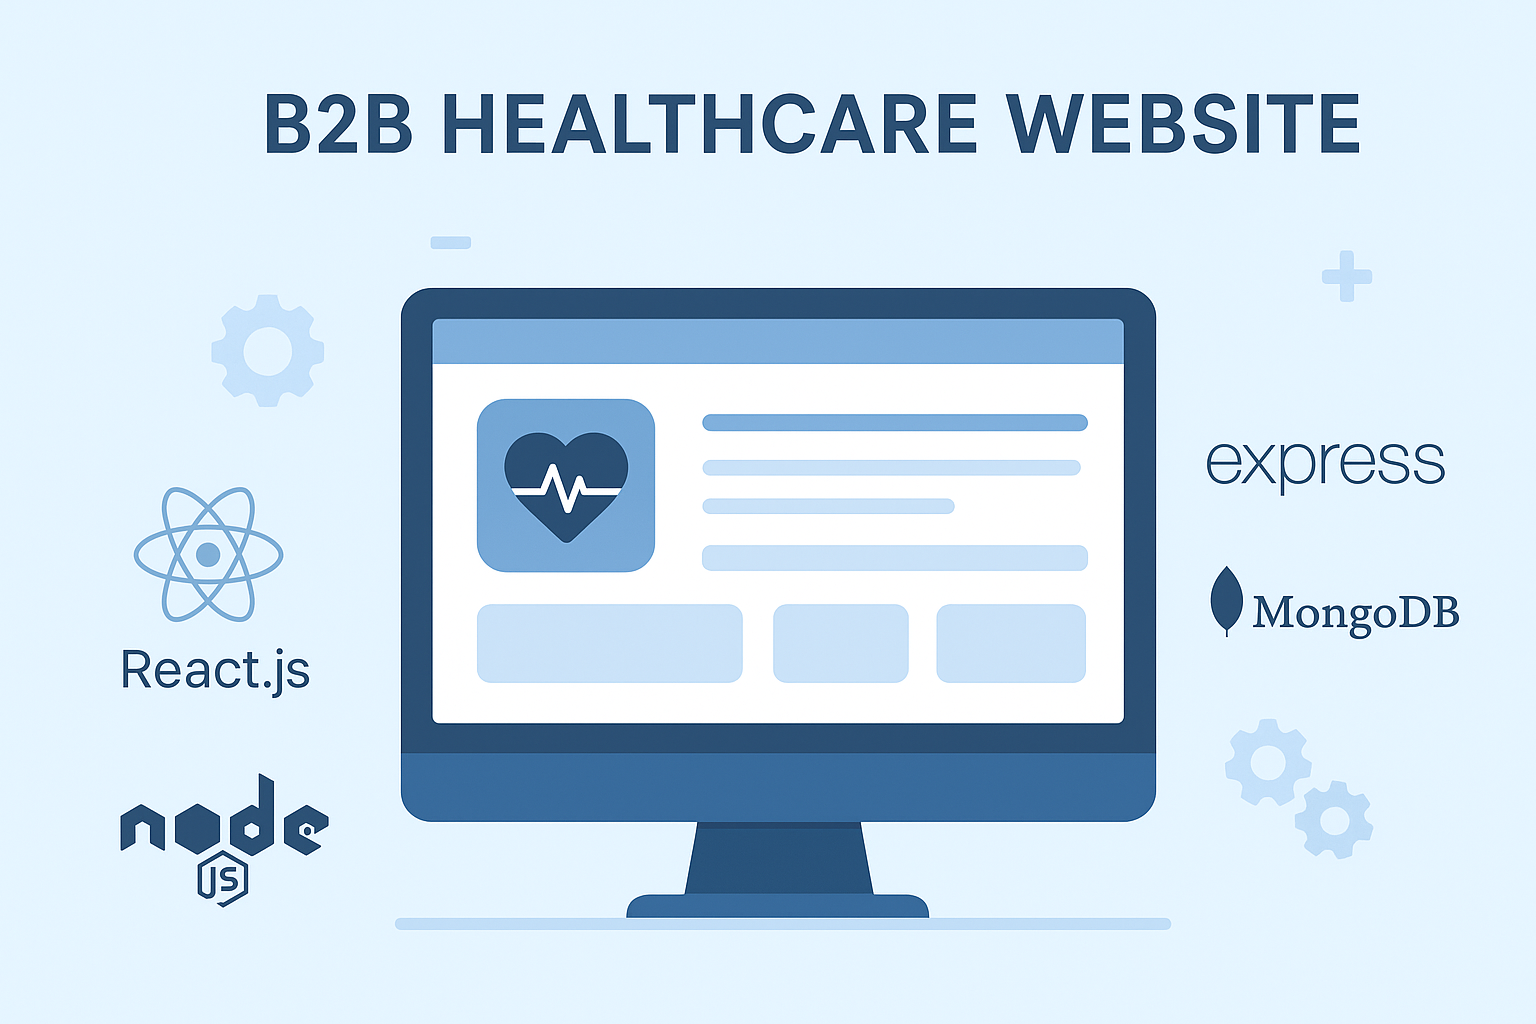 B2B HEALTHCARE WEBSITE
express
MongoDB
React.js
node
JS